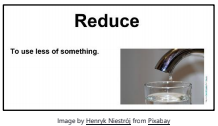 Reduce
To use less of something.
Image by Henryk Niestrój from Pixabay